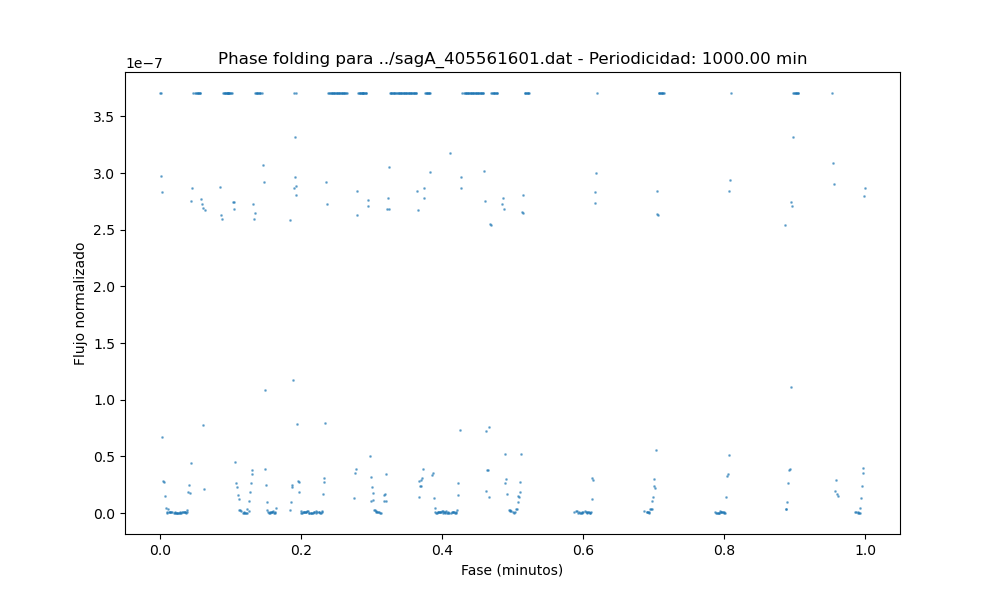 Phase folding para ../sagA_405561601.dat - Periodicidad: 1000.00 min
1e−7
3.5
3.0
2.5
2.0
1.5
1.0
0.5
0.0
Flujo normalizado
0.0 0.2 0.4 0.6 0.8 1.0
Fase (minutos)